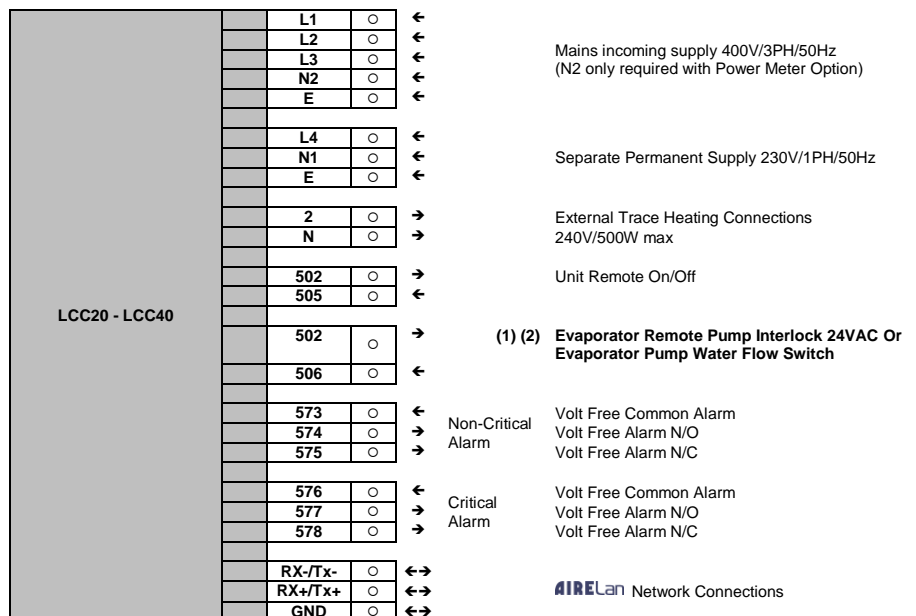 L1
L2
Mains incoming supply 400V/3PH/50Hz
L3
(N2 only required with Power Meter Option)
N2
E
L4
N1
Separate Permanent Supply 230V/1PH/50Hz
E
2
External Trace Heating Connections
N
240V/500W max
502
Unit Remote On/Off
505
LCC20 - LCC40
502
(1) (2) Evaporator Remote Pump Interlock 24VAC Or
Evaporator Pump Water Flow Switch
506
573
Non-Critical
Alarm
Volt Free Common Alarm
574
Volt Free Alarm N/O
575
Volt Free Alarm N/C
576
Critical
Alarm
Volt Free Common Alarm
577
Volt Free Alarm N/O
578
Volt Free Alarm N/C
RX-/Tx-
RX+/Tx+
AIRELan Network Connections
GND